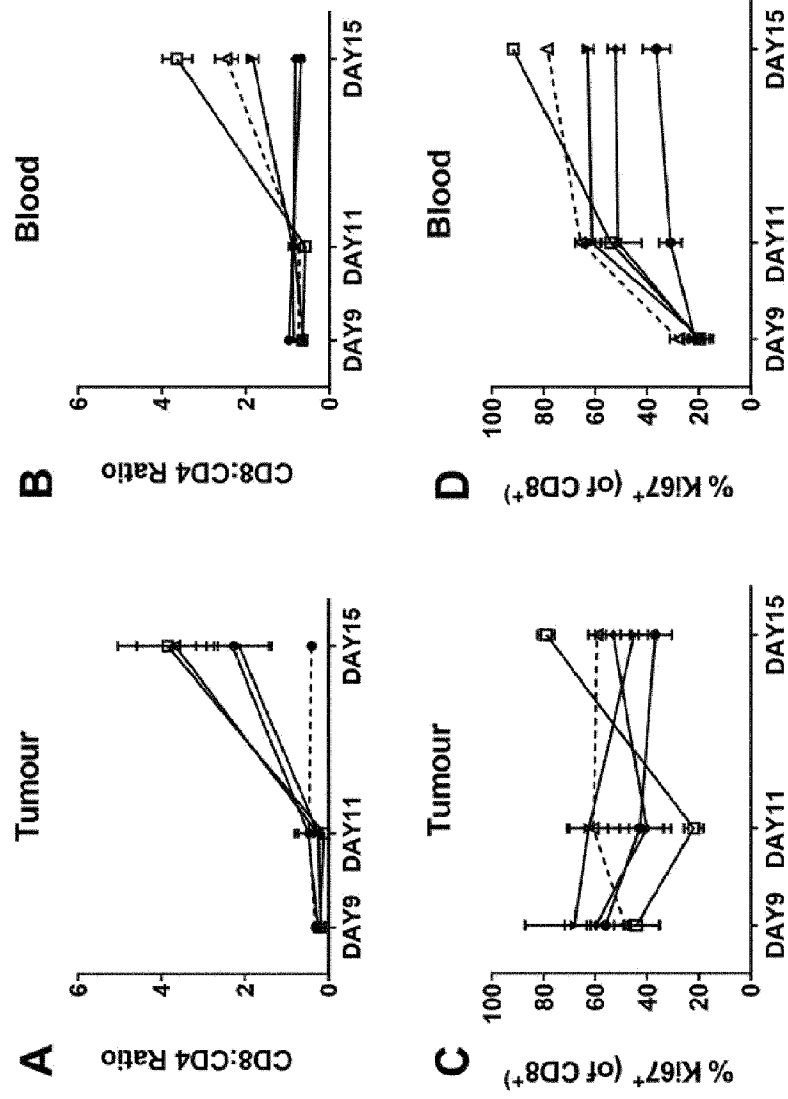 A
Tumour
CD8:CD4 Ratio
6
4
2
0
DAY9 DAY11 DAY15
B
Blood
CD8:CD4 Ratio
6
4
2
0
DAY9 DAY11 DAY15
C
Tumour
% Ki67+ (of CD8+)
100
80
60
40
20
0
DAY9 DAY11 DAY15
D
Blood
% Ki67+ (of CD8+)
100
80
60
40
20
0
DAY9 DAY11 DAY15